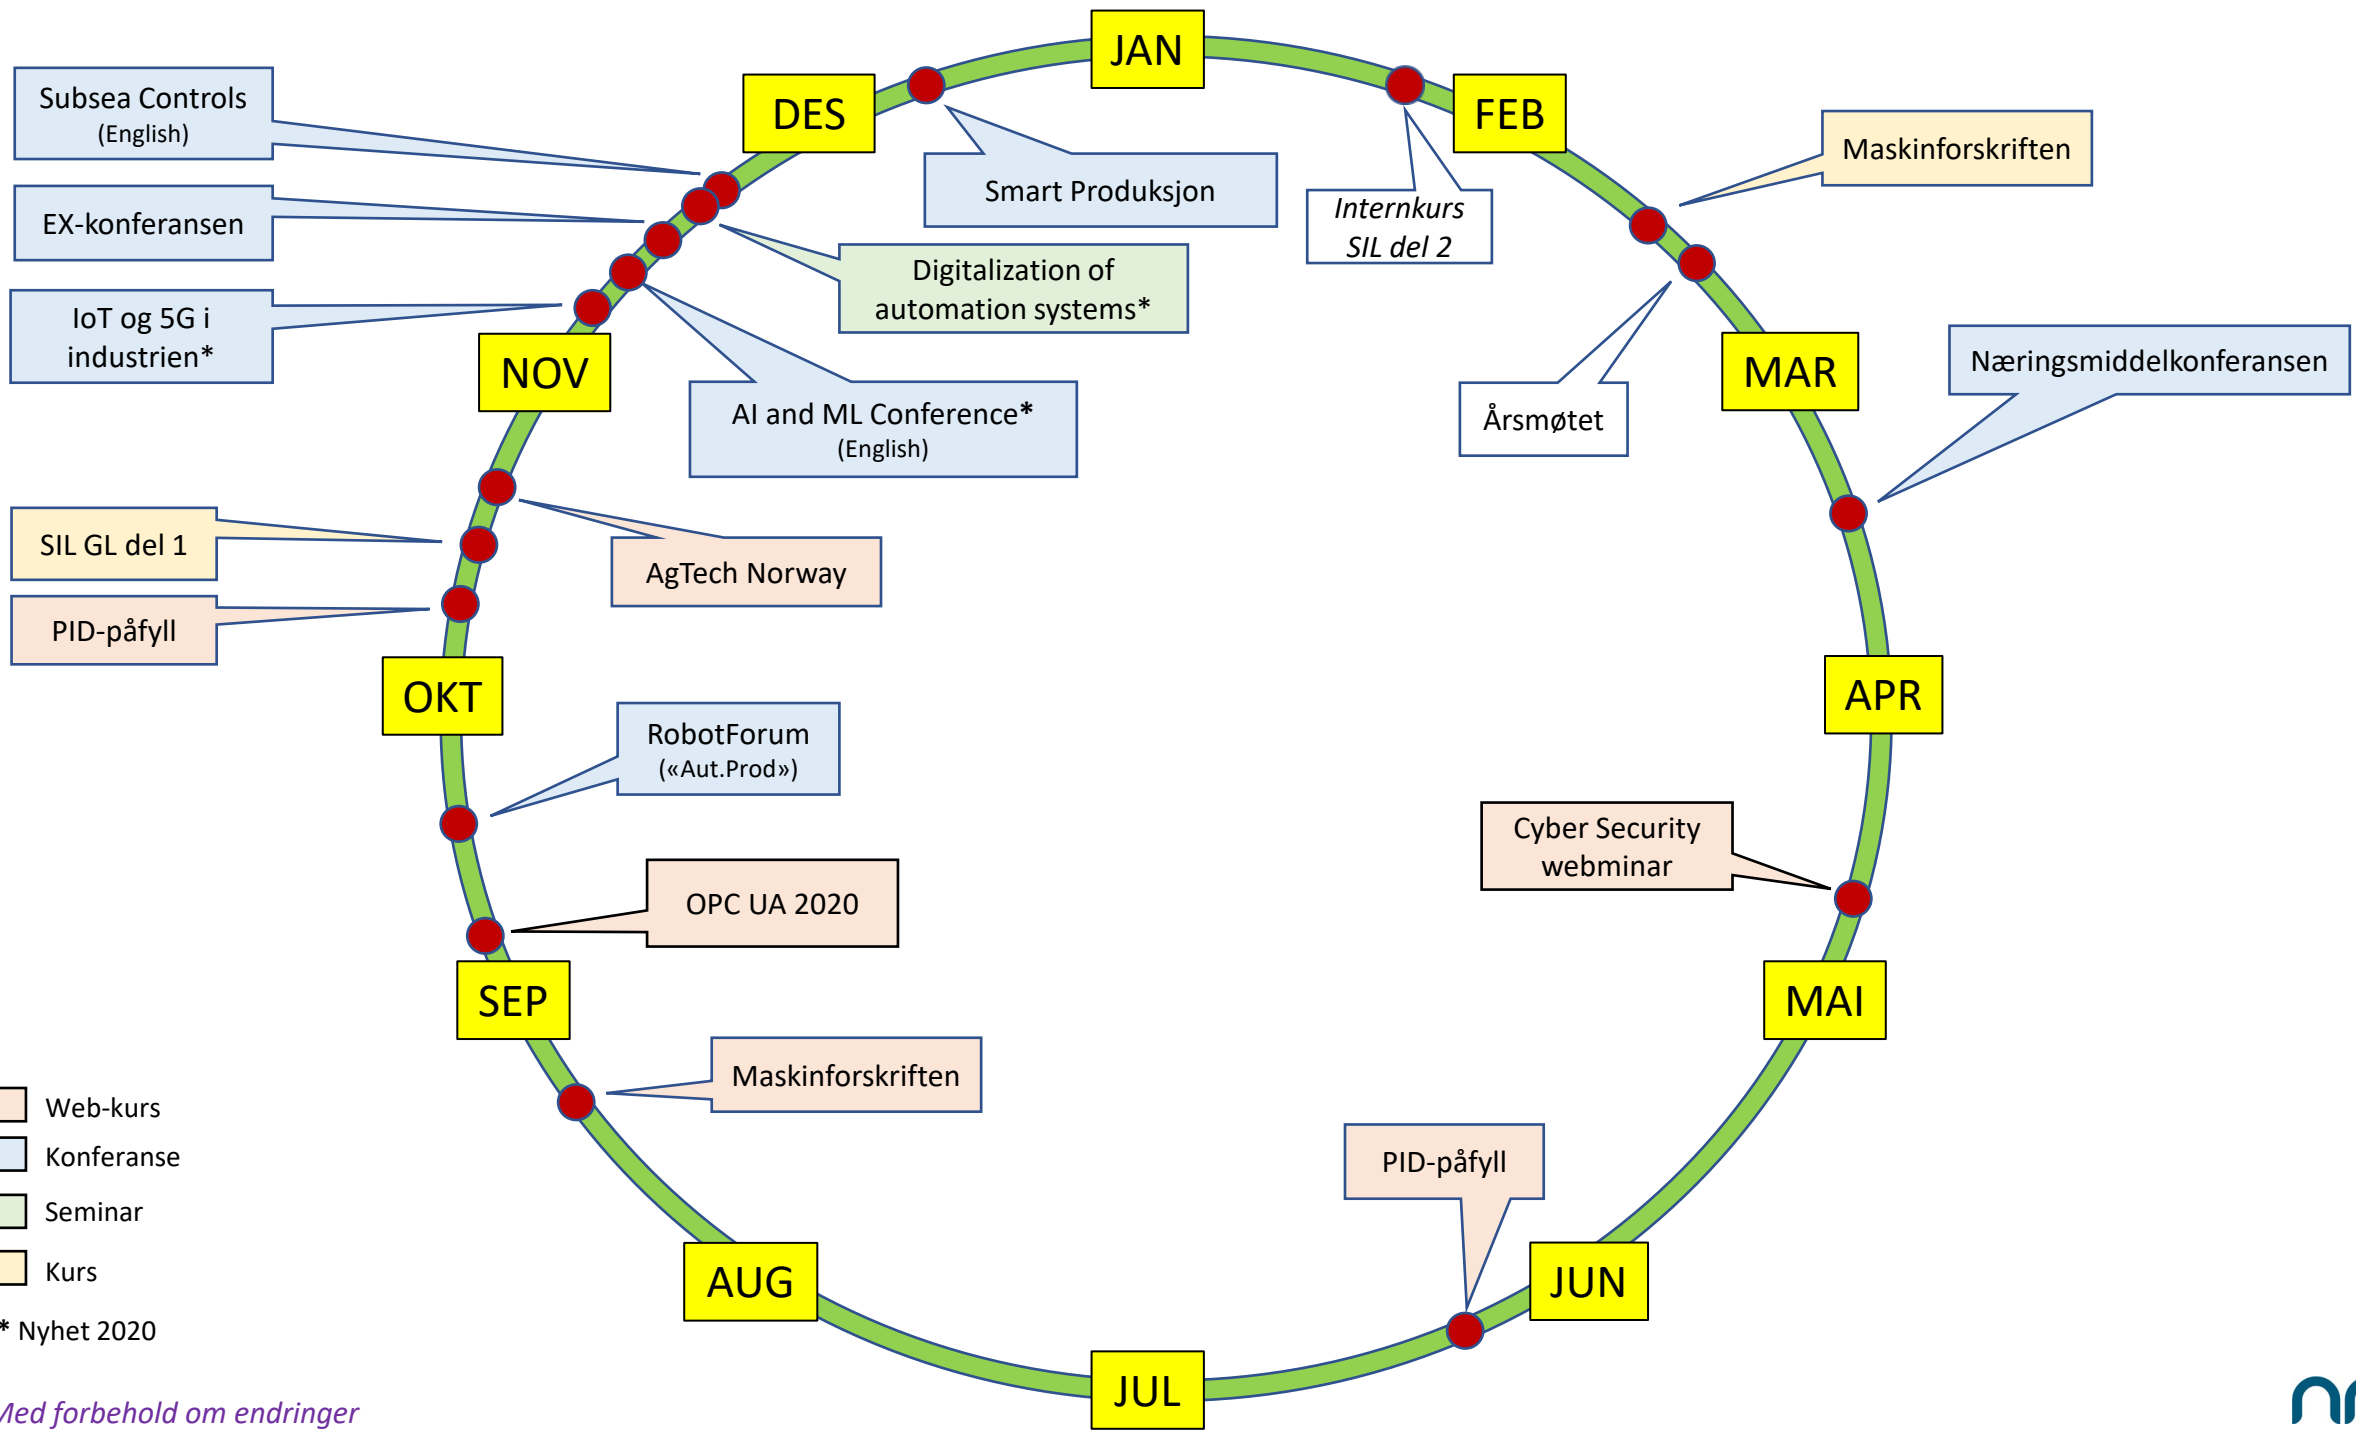 JAN
DES
FEB
Subsea Controls
(English)
Maskinforskriften
Smart Produksjon
Internkurs
SIL del 2
EX-konferansen
Digitalization of
automation systems*
IoT og 5G i
industrien*
NOV
MAR
Næringsmiddelkonferansen
AI and ML Conference*
(English)
Årsmøtet
SIL GL del 1
AgTech Norway
PID-påfyll
OKT
APR
RobotForum
(«Aut.Prod»)
Cyber Security
webminar
OPC UA 2020
SEP
MAI
Maskinforskriften
Web-kurs
Konferanse
PID-påfyll
Seminar
Kurs
AUG
JUN
* Nyhet 2020
JUL
Med forbehold om endringer